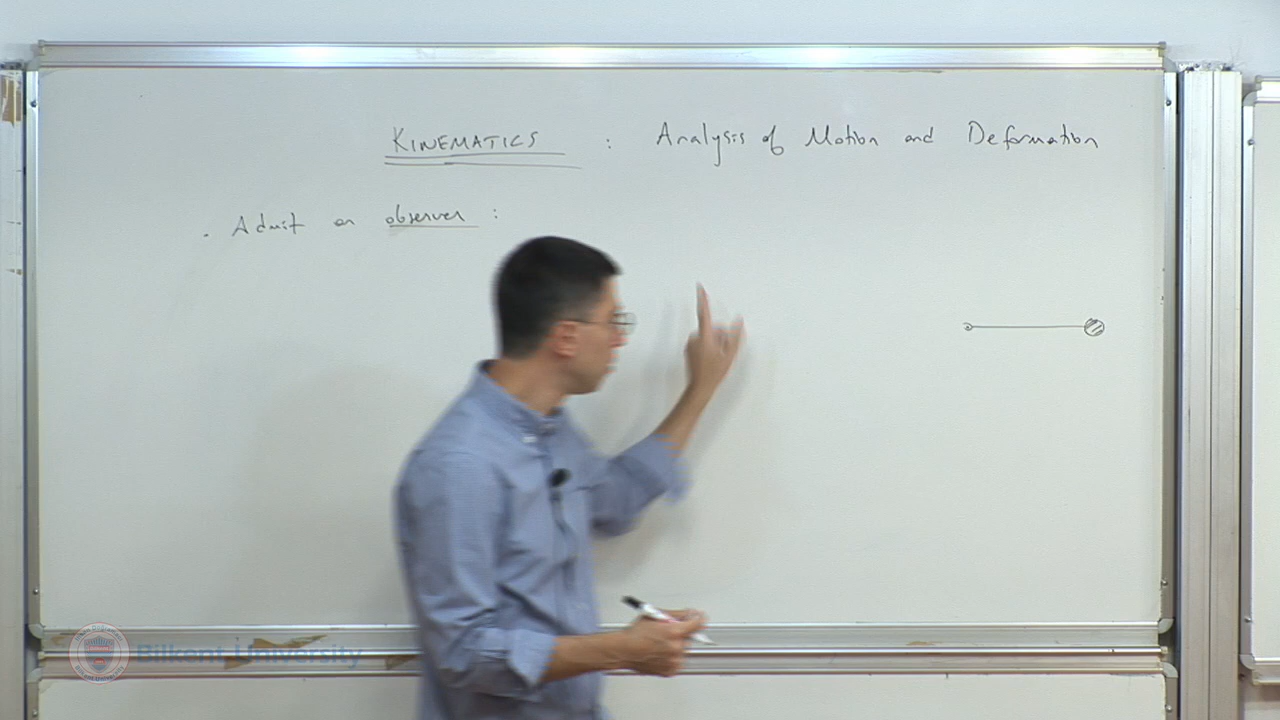 KINEMATICS : Analysis of Motion and Deformation
. Admit an observer :
Bilkent University